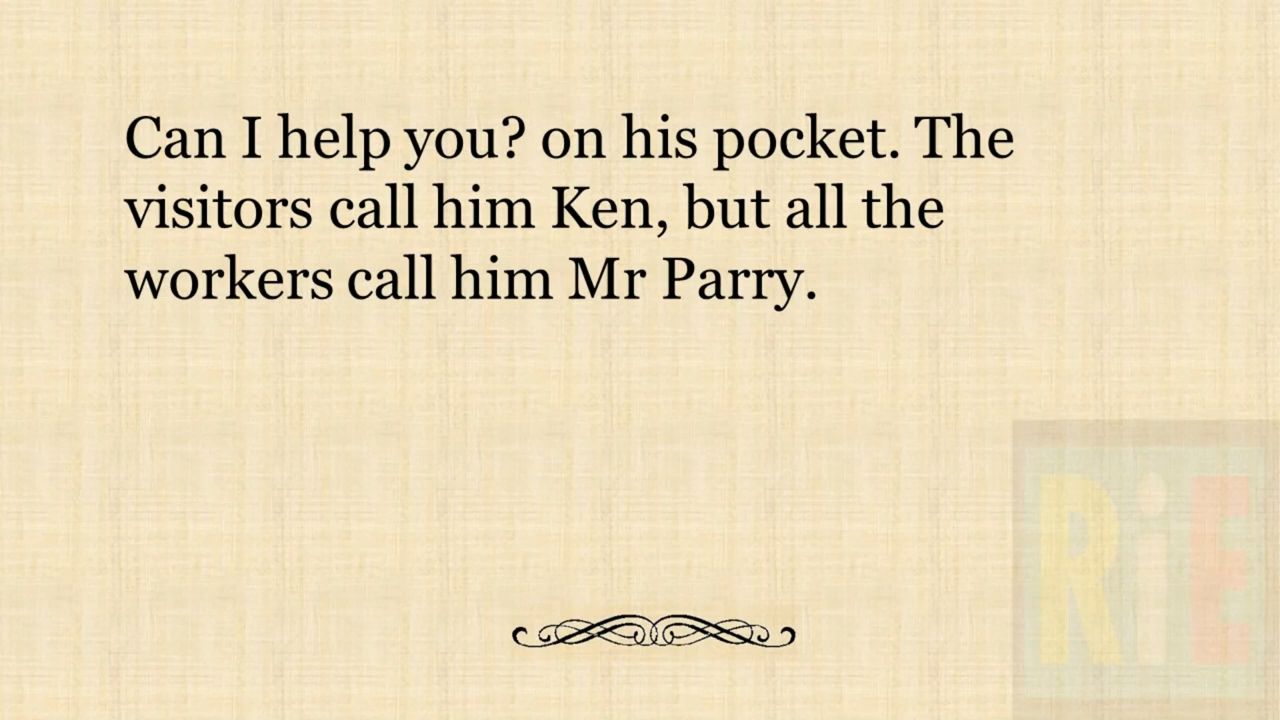 Can I help you? on his pocket. The
visitors call him Ken, but all the
workers call him Mr Parry.
RiE